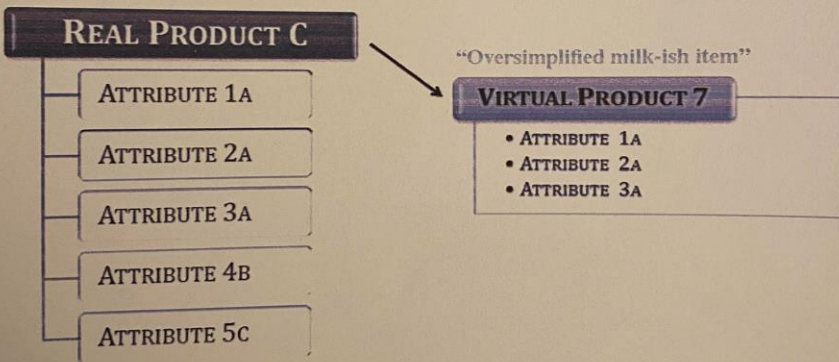 REAL PRODUCT C
ATTRIBUTE 1A
ATTRIBUTE 2A
ATTRIBUTE 3A
ATTRIBUTE 4B
ATTRIBUTE 5C
“Oversimplified milk-ish item”
VIRTUAL PRODUCT 7
• ATTRIBUTE 1A
• ATTRIBUTE 2A
• ATTRIBUTE 3A